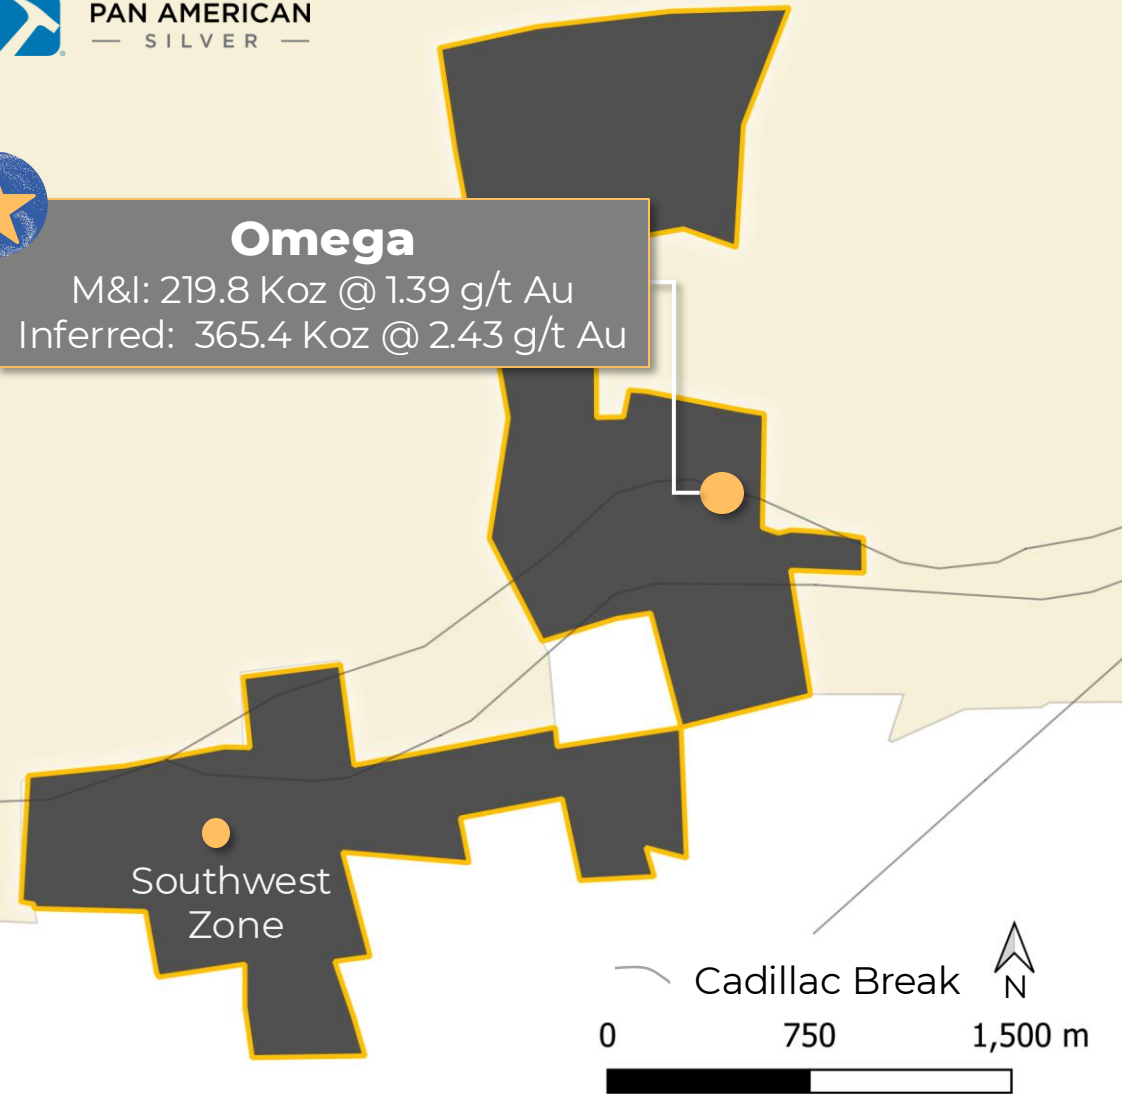 PAN AMERICAN
— SILVER —
Omega
M&I: 219.8 Koz @ 1.39 g/t Au
Inferred: 365.4 Koz @ 2.43 g/t Au
Southwest
Zone
Cadillac Break
N
0 750 1,500 m